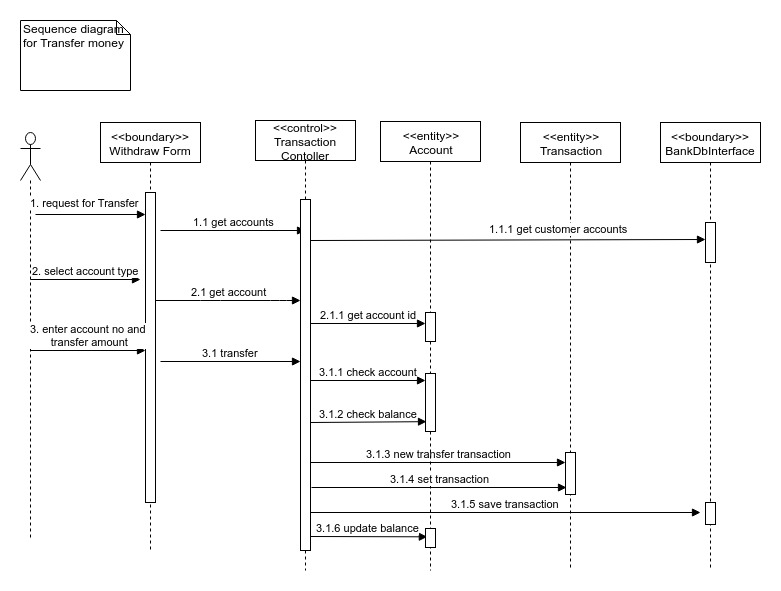 Sequence diagram
for Transfer money
<<boundary>>
Withdraw Form
<<control>>
Transaction
Contoller
<<entity>>
Account
<<entity>>
Transaction
<<boundary>>
BankDbInterface
1. request for Transfer
1.1 get accounts
1.1.1 get customer accounts
2. select account type
2.1 get account
2.1.1 get account id
3. enter account no and
transfer amount
3.1 transfer
3.1.1 check account
3.1.2 check balance
3.1.3 new transfer transaction
3.1.4 set transaction
3.1.5 save transaction
3.1.6 update balance